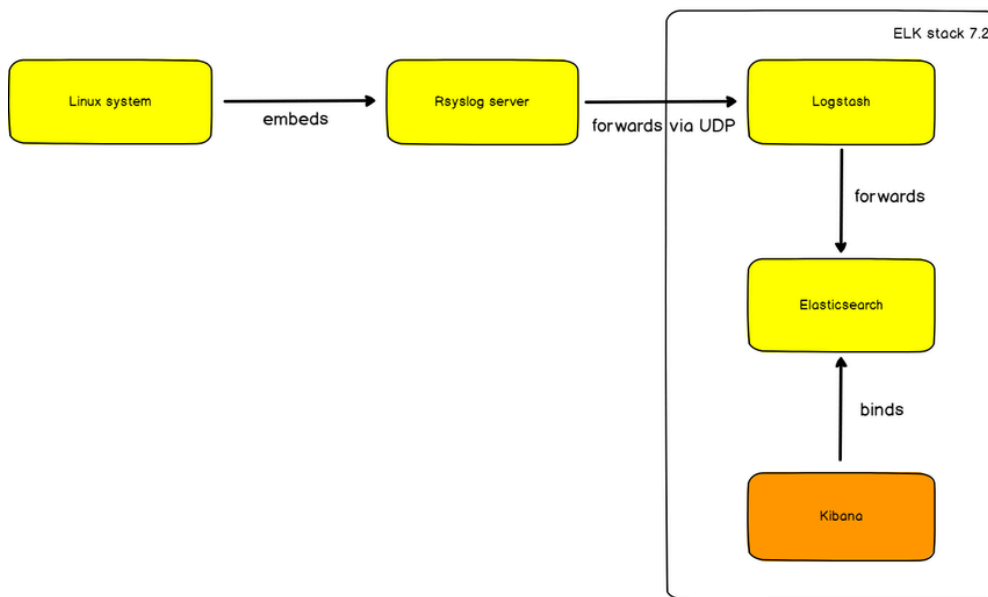 ELK stack 7.2
Linux system
embeds
Rsyslog server
forwards via UDP
Logstash
forwards
Elasticsearch
binds
Kibana